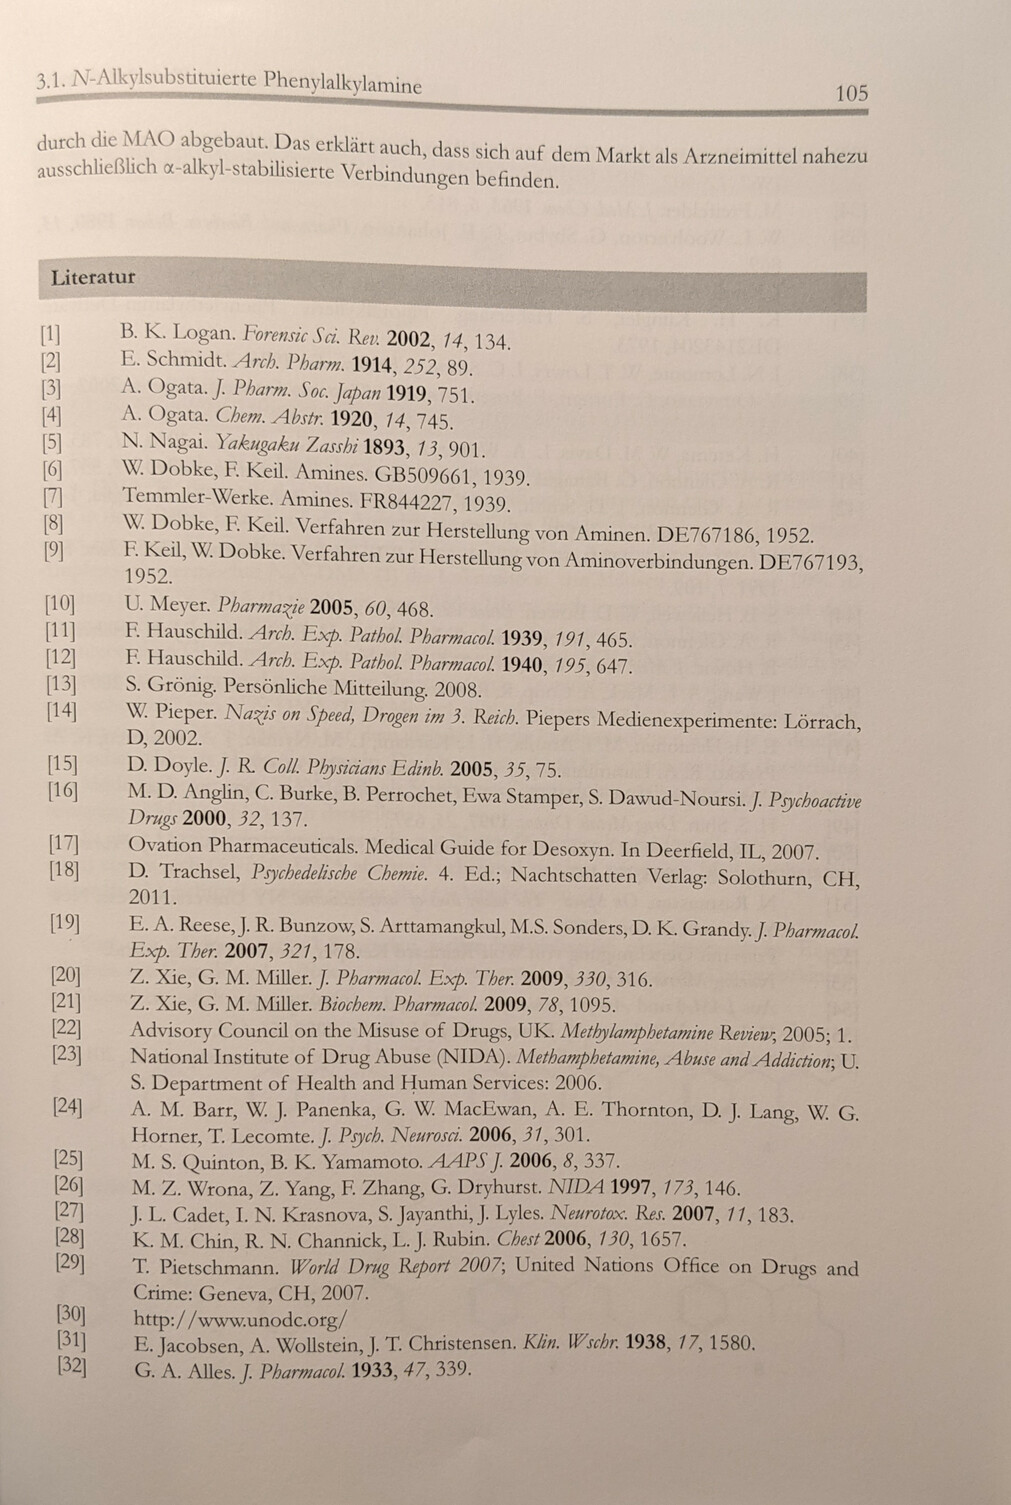 3.1. N-Alkylsubstituierte Phenylalkylamine 105
durch die MAO abgebaut. Das erklärt auch, dass sich auf dem Markt als Arzneimittel nahezu
ausschließlich α-alkyl-stabilisierte Verbindungen befinden.
Literatur
[1] B. K. Logan. Forensic Sci. Rev. 2002, 14, 134.
[2] E. Schmidt. Arch. Pharm. 1914, 252, 89.
[3] A. Ogata. J. Pharm. Soc. Japan 1919, 751.
[4] A. Ogata. Chem. Abstr. 1920, 14, 745.
[5] N. Nagai. Yakugaku Zasshi 1893, 13, 901.
[6] W. Dobke, F. Keil. Amines. GB509661, 1939.
[7] Temmler-Werke. Amines. FR844227, 1939.
[8] W. Dobke, F. Keil. Verfahren zur Herstellung von Aminen. DE767186, 1952.
[9] F. Keil, W. Dobke. Verfahren zur Herstellung von Aminoverbindungen. DE767193,
1952.
[10] U. Meyer. Pharmazie 2005, 60, 468.
[11] F. Hauschild. Arch. Exp. Pathol. Pharmacol. 1939, 191, 465.
[12] F. Hauschild. Arch. Exp. Pathol. Pharmacol. 1940, 195, 647.
[13] S. Grönig. Persönliche Mitteilung. 2008.
[14] W. Pieper. Nazis on Speed, Drogen im 3. Reich. Piepers Medienexperimente: Lörrach,
D, 2002.
[15] D. Doyle. J. R. Coll. Physicians Edinb. 2005, 35, 75.
[16] M. D. Anglin, C. Burke, B. Perrochet, Ewa Stamper, S. Dawud-Noursi. J. Psychoactive
Drugs 2000, 32, 137.
[17] Ovation Pharmaceuticals. Medical Guide for Desoxyn. In Deerfield, IL, 2007.
[18] D. Trachsel, Psychedelische Chemie. 4. Ed.; Nachtschatten Verlag: Solothurn, CH,
2011.
[19] E. A. Reese, J. R. Bunzow, S. Arttamangkul, M.S. Sonders, D. K. Grandy. J. Pharmacol.
Exp. Ther. 2007, 321, 178.
[20] Z. Xie, G. M. Miller. J. Pharmacol. Exp. Ther. 2009, 330, 316.
[21] Z. Xie, G. M. Miller. Biochem. Pharmacol. 2009, 78, 1095.
[22] Advisory Council on the Misuse of Drugs, UK. Methylamphetamine Review; 2005; 1.
[23] National Institute of Drug Abuse (NIDA). Methamphetamine, Abuse and Addiction; U.
S. Department of Health and Human Services: 2006.
[24] A. M. Barr, W. J. Panenka, G. W. MacEwan, A. E. Thornton, D. J. Lang, W. G.
Horner, T. Lecomte. J. Psych. Neurosci. 2006, 31, 301.
[25] M. S. Quinton, B. K. Yamamoto. AAPS J. 2006, 8, 337.
[26] M. Z. Wrona, Z. Yang, F. Zhang, G. Dryhurst. NIDA 1997, 173, 146.
[27] J. L. Cadet, I. N. Krasnova, S. Jayanthi, J. Lyles. Neurotox. Res. 2007, 11, 183.
[28] K. M. Chin, R. N. Channick, L. J. Rubin. Chest 2006, 130, 1657.
[29] T. Pietschmann. World Drug Report 2007; United Nations Office on Drugs and
Crime: Geneva, CH, 2007.
[30] http://www.unodc.org/
[31] E. Jacobsen, A. Wollstein, J. T. Christensen. Klin. Wschr. 1938, 17, 1580.
[32] G. A. Alles. J. Pharmacol. 1933, 47, 339.